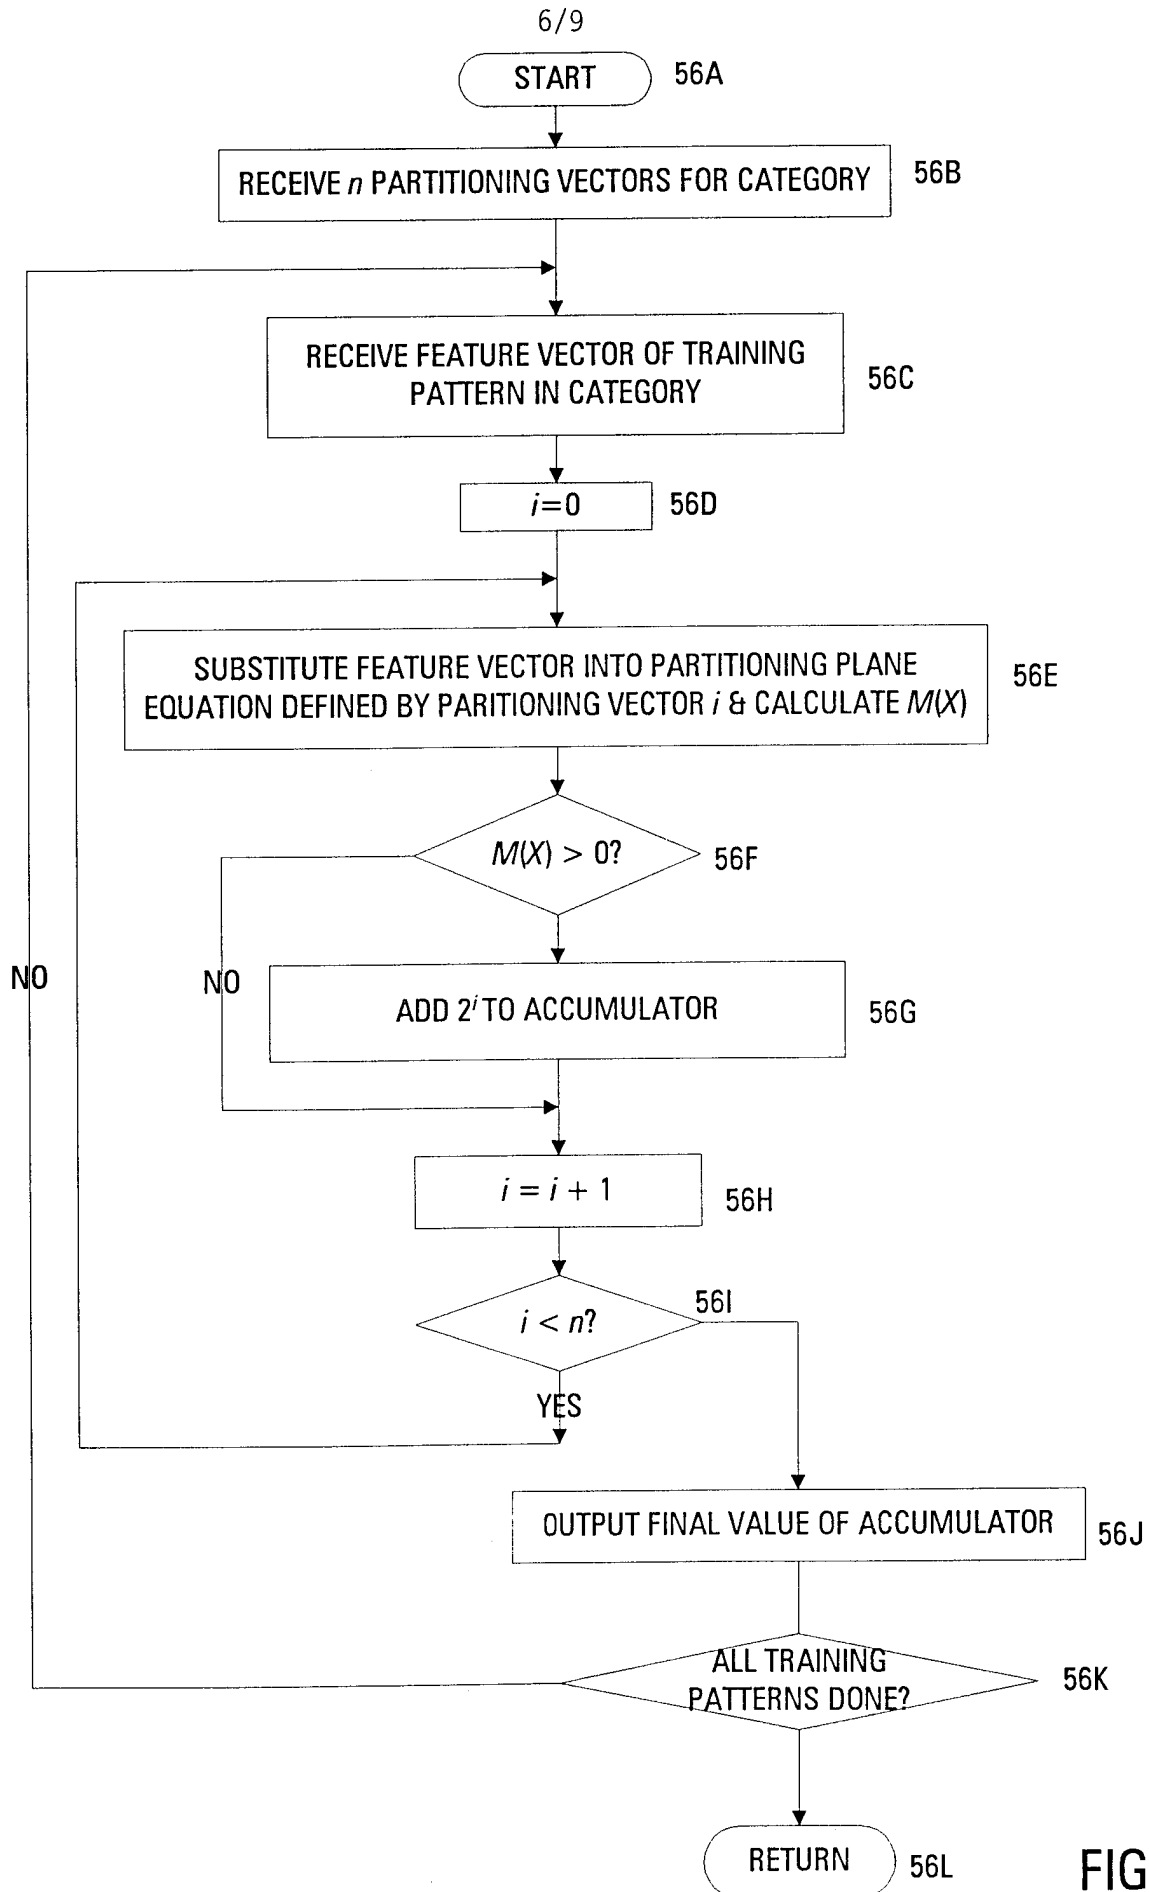 6/9
START
56A
RECEIVE n PARTITIONING VECTORS FOR CATEGORY
56B
RECEIVE FEATURE VECTOR OF TRAINING
PATTERN IN CATEGORY
56C
i=0
56D
SUBSTITUTE FEATURE VECTOR INTO PARTITIONING PLANE
EQUATION DEFINED BY PARITIONING VECTOR i & CALCULATE M(X)
56E
M(X) > 0?
56F
NO
NO
ADD 2^i TO ACCUMULATOR
56G
i = i + 1
56H
i < n?
56I
YES
OUTPUT FINAL VALUE OF ACCUMULATOR
56J
ALL TRAINING
PATTERNS DONE?
56K
RETURN
56L
FIG